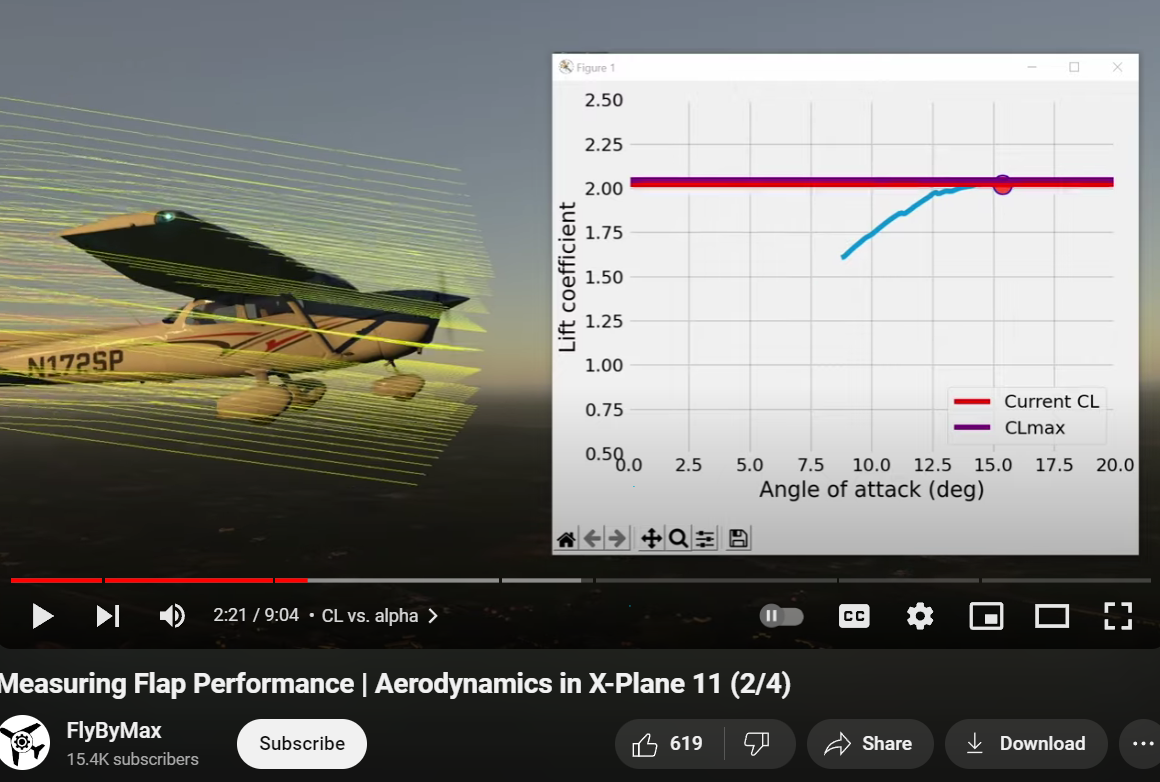 Figure 1
2.50
2.25
2.00
1.75
1.50
1.25
1.00
0.75
0.50
Lift coefficient
Current CL
CLmax
0.0 2.5 5.0 7.5 10.0 12.5 15.0 17.5 20.0
Angle of attack (deg)
N172SP
2:21 / 9:04 • CL vs. alpha
CC
Measuring Flap Performance | Aerodynamics in X-Plane 11 (2/4)
FlyByMax
15.4K subscribers
Subscribe
619
Share
Download